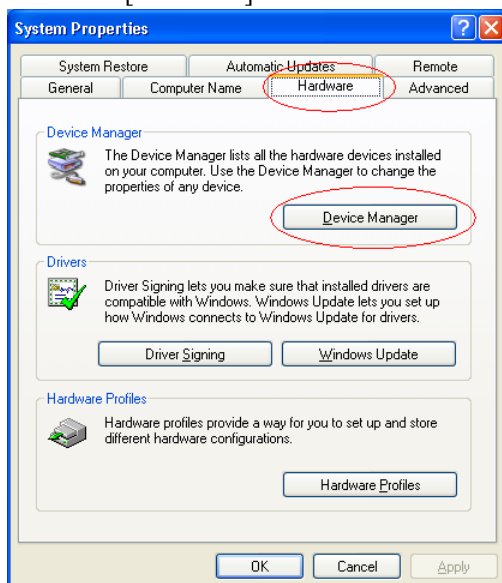 System Properties
System Restore Automatic Updates Remote
General Computer Name Hardware Advanced
Device Manager
The Device Manager lists all the hardware devices installed
on your computer. Use the Device Manager to change the
properties of any device.
Device Manager
Drivers
Driver Signing lets you make sure that installed drivers are
compatible with Windows. Windows Update lets you set up
how Windows connects to Windows Update for drivers.
Driver Signing Windows Update
Hardware Profiles
Hardware profiles provide a way for you to set up and store
different hardware configurations.
Hardware Profiles
OK Cancel Apply